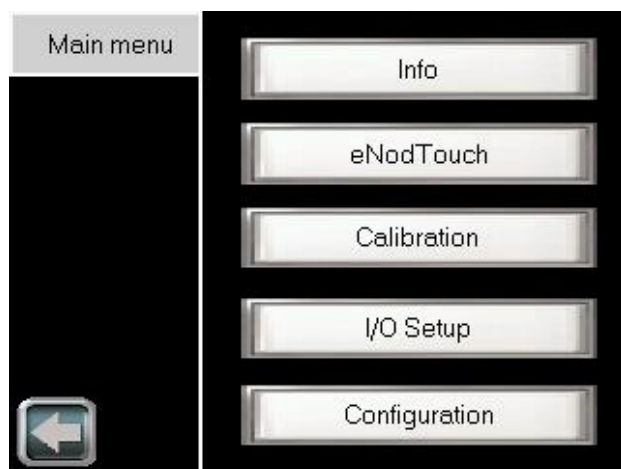 Main menu
Info
eNodTouch
Calibration
I/O Setup
Configuration